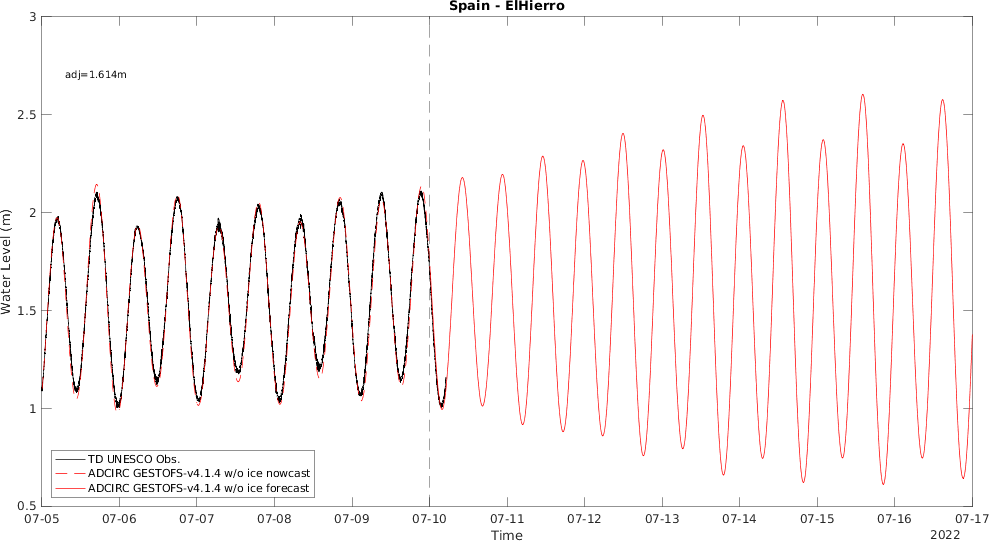 Spain - ElHierro
3
adj=1.614m
2.5
2
1.5
1
0.5
Water Level (m)
TD UNESCO Obs.
ADCIRC GESTOFS-v4.1.4 w/o ice nowcast
ADCIRC GESTOFS-v4.1.4 w/o ice forecast
07-05 07-06 07-07 07-08 07-09 07-10 07-11 07-12 07-13 07-14 07-15 07-16 07-17
Time
2022